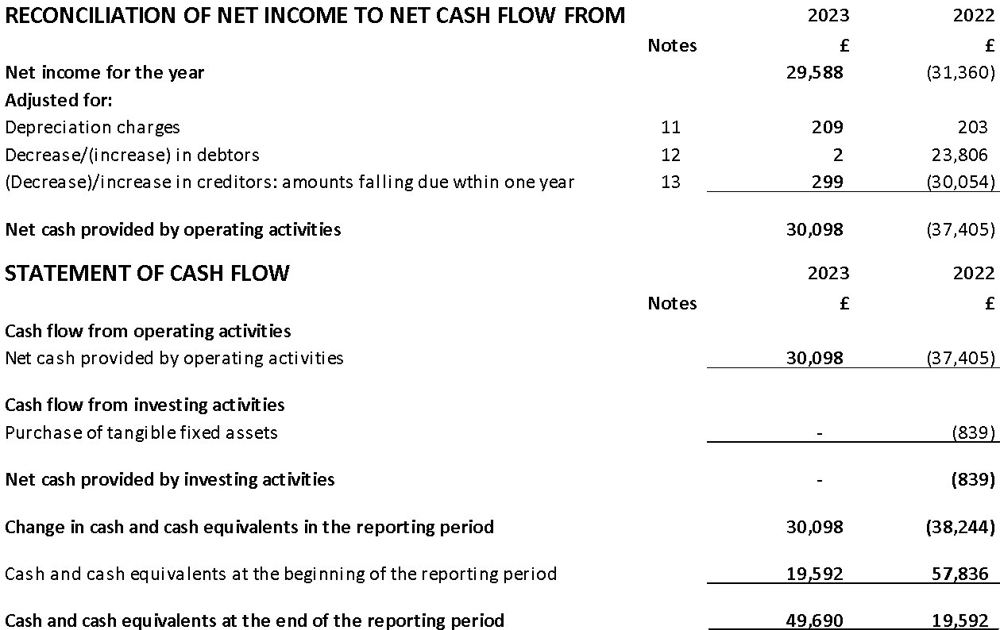 RECONCILIATION OF NET INCOME TO NET CASH FLOW FROM 2023 2022
Notes £ £
Net income for the year 29,588 (31,360)
Adjusted for:
Depreciation charges 11 209 203
Decrease/(increase) in debtors 12 2 23,806
(Decrease)/increase in creditors: amounts falling due wthin one year 13 299 (30,054)
Net cash provided by operating activities 30,098 (37,405)
STATEMENT OF CASH FLOW 2023 2022
Notes £ £
Cash flow from operating activities
Net cash provided by operating activities 30,098 (37,405)
Cash flow from investing activities
Purchase of tangible fixed assets - (839)
Net cash provided by investing activities - (839)
Change in cash and cash equivalents in the reporting period 30,098 (38,244)
Cash and cash equivalents at the beginning of the reporting period 19,592 57,836
Cash and cash equivalents at the end of the reporting period 49,690 19,592